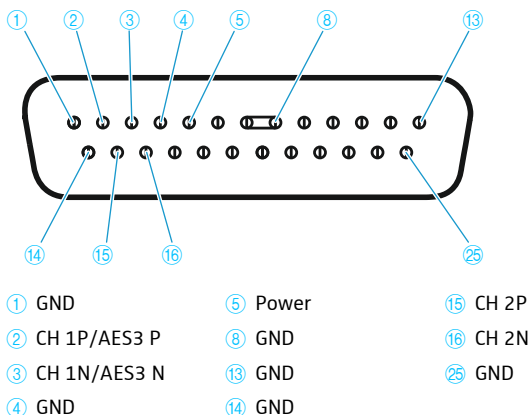 ① ② ③ ④ ⑤ ⑧ ⑬
⑭ ⑮ ⑯ ㉕
① GND ⑤ Power ⑮ CH 2P
② CH 1P/AES3 P ⑧ GND ⑯ CH 2N
③ CH 1N/AES3 N ⑬ GND ㉕ GND
④ GND ⑭ GND